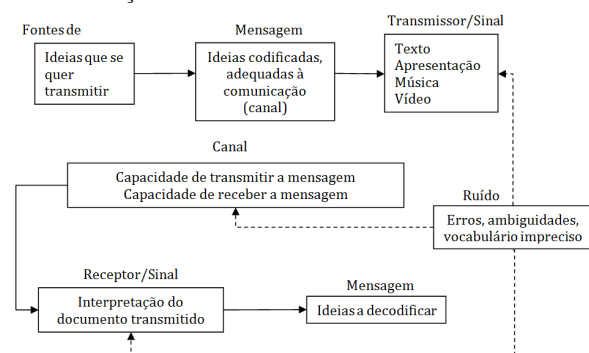 Fontes de
Mensagem
Transmissor/Sinal
Ideias que se
quer
transmitir
Ideias codificadas,
adequadas à
comunicação
(canal)
Texto
Apresentação
Música
Vídeo
Canal
Capacidade de transmitir a mensagem
Capacidade de receber a mensagem
Ruído
Erros, ambiguidades,
vocabulário impreciso
Receptor/Sinal
Interpretação do
documento transmitido
Mensagem
Ideias a decodificar